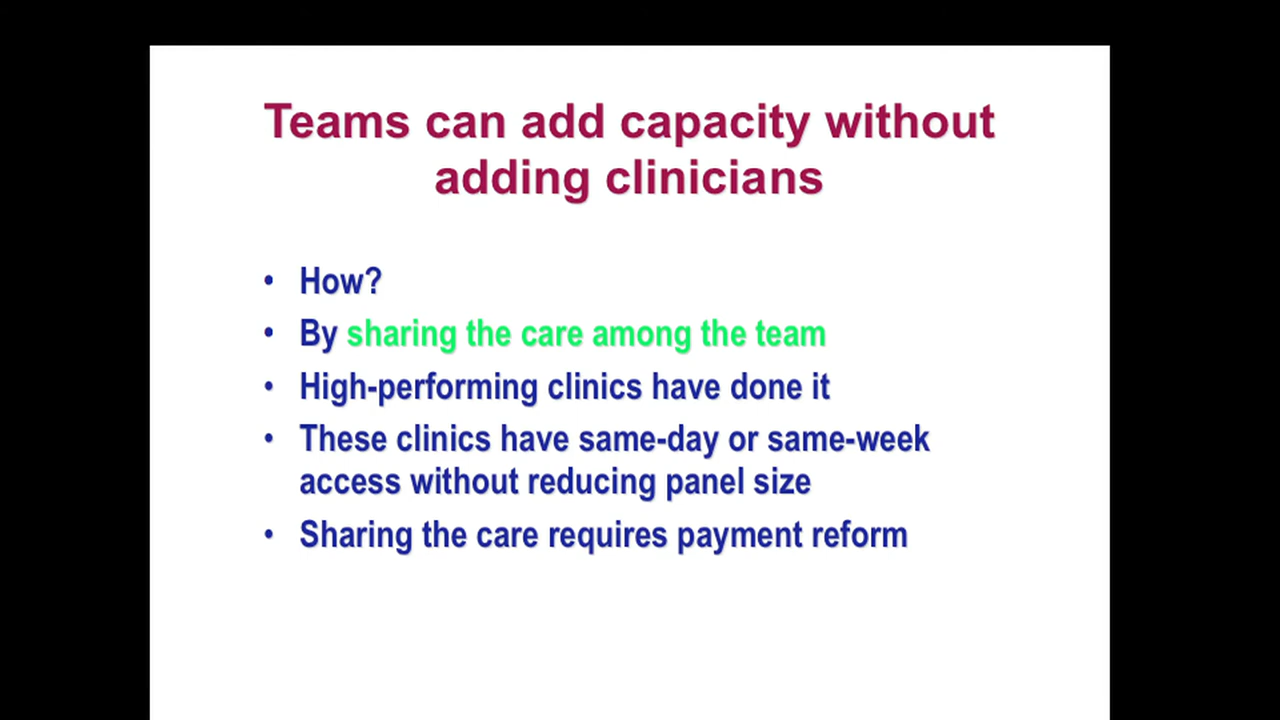 Teams can add capacity without
adding clinicians
• How?
• By sharing the care among the team
• High-performing clinics have done it
• These clinics have same-day or same-week
access without reducing panel size
• Sharing the care requires payment reform